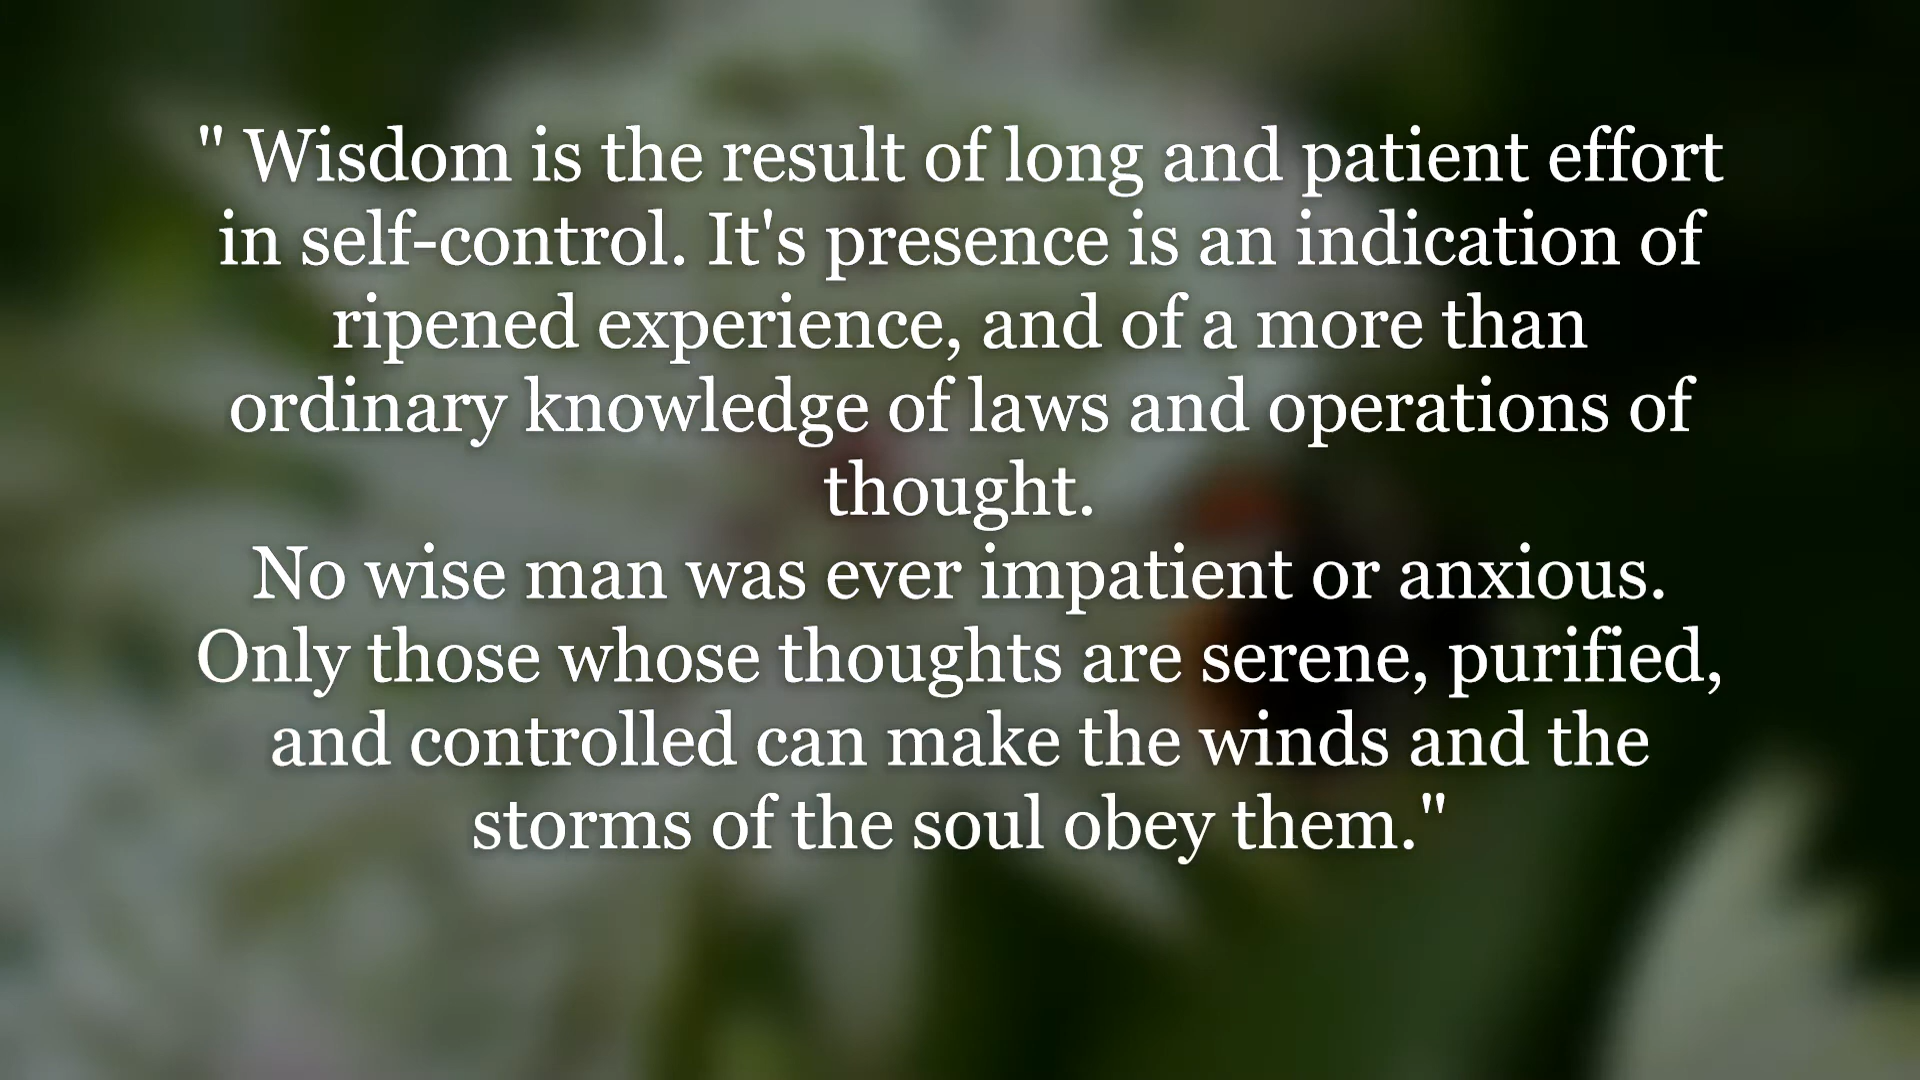 " Wisdom is the result of long and patient effort
in self-control. It's presence is an indication of
ripened experience, and of a more than
ordinary knowledge of laws and operations of
thought.
No wise man was ever impatient or anxious.
Only those whose thoughts are serene, purified,
and controlled can make the winds and the
storms of the soul obey them."